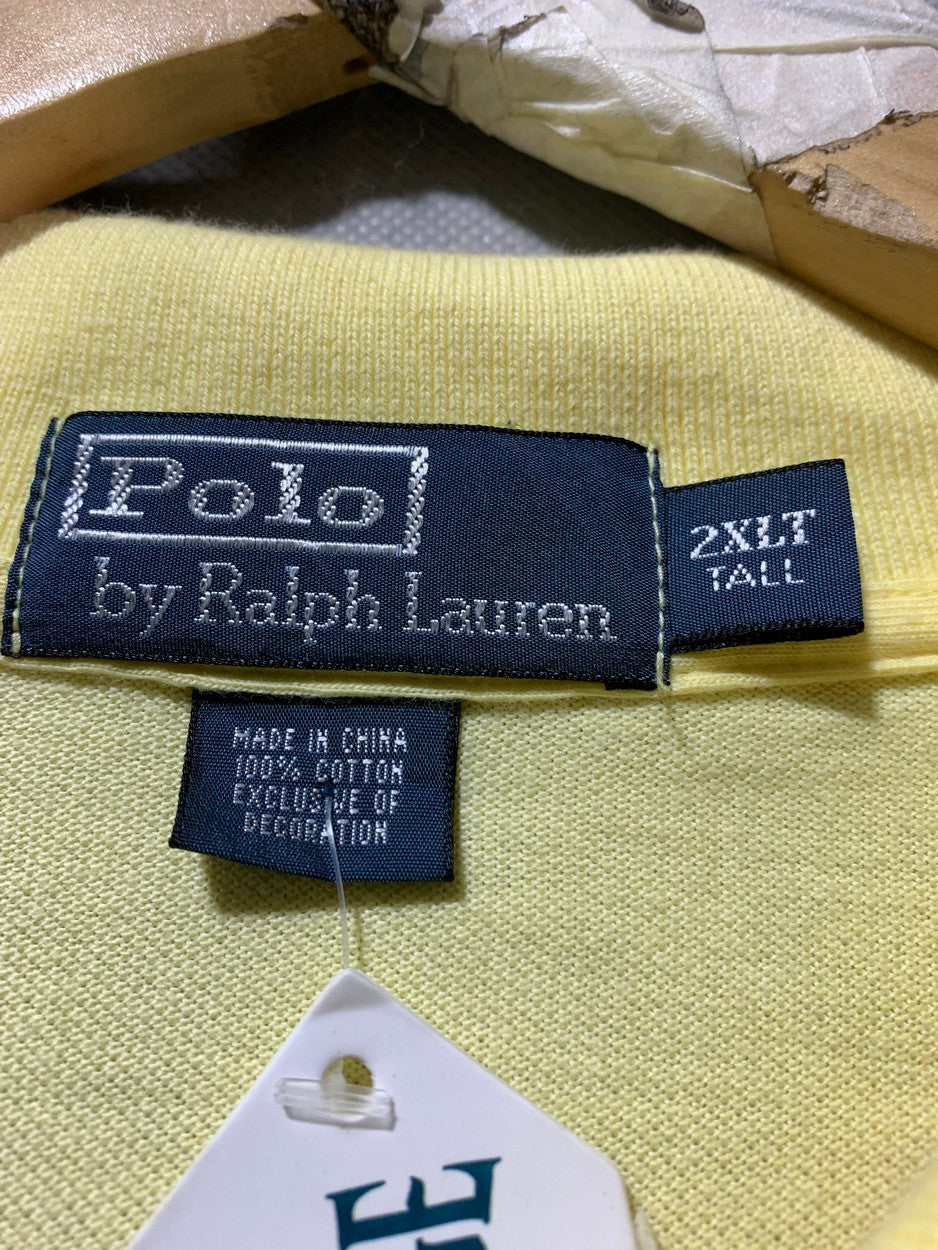 Polo
by Ralph Lauren
2XLT
TALL
MADE IN CHINA
100% COTTON
EXCLUSIVE OF
DECORATION